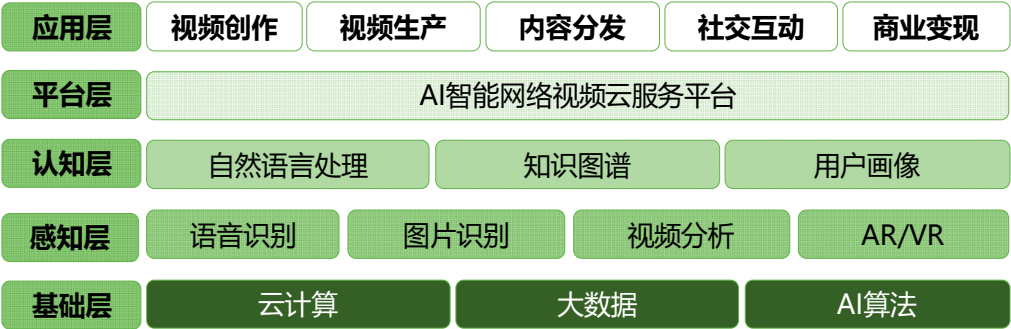 应用层 视频创作 视频生产 内容分发 社交互动 商业变现
平台层 AI智能网络视频云服务平台
认知层 自然语言处理 知识图谱 用户画像
感知层 语音识别 图片识别 视频分析 AR/VR
基础层 云计算 大数据 AI算法